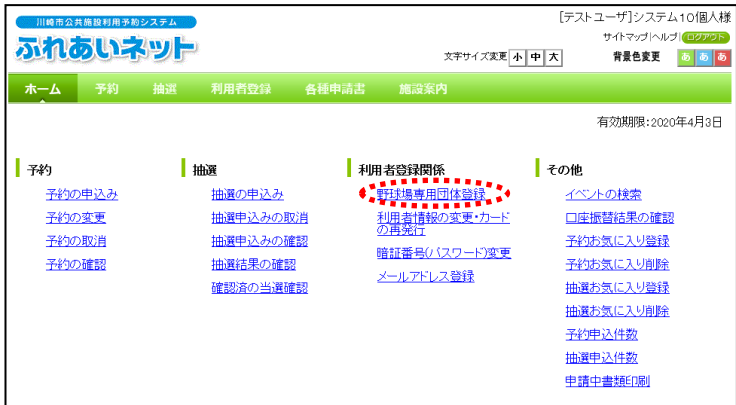 川崎市公共施設利用予約システム
ふれあいネット
[テストユーザ]システム10個人様
サイトマップ|ヘルプ|ログアウト
文字サイズ変更 小 中 大 背景色変更 あ あ あ
ホーム 予約 抽選 利用者登録 各種申請書 施設案内
有効期限:2020年4月3日
予約
予約の申込み
予約の変更
予約の取消
予約の確認
抽選
抽選の申込み
抽選申込みの取消
抽選申込みの確認
抽選結果の確認
確認済の当選確認
利用者登録関係
野球場専用団体登録
利用者情報の変更・カード
の再発行
暗証番号(パスワード)変更
メールアドレス登録
その他
イベントの検索
口座振替結果の確認
予約お気に入り登録
予約お気に入り削除
抽選お気に入り登録
抽選お気に入り削除
予約申込件数
抽選申込件数
申請中書類印刷